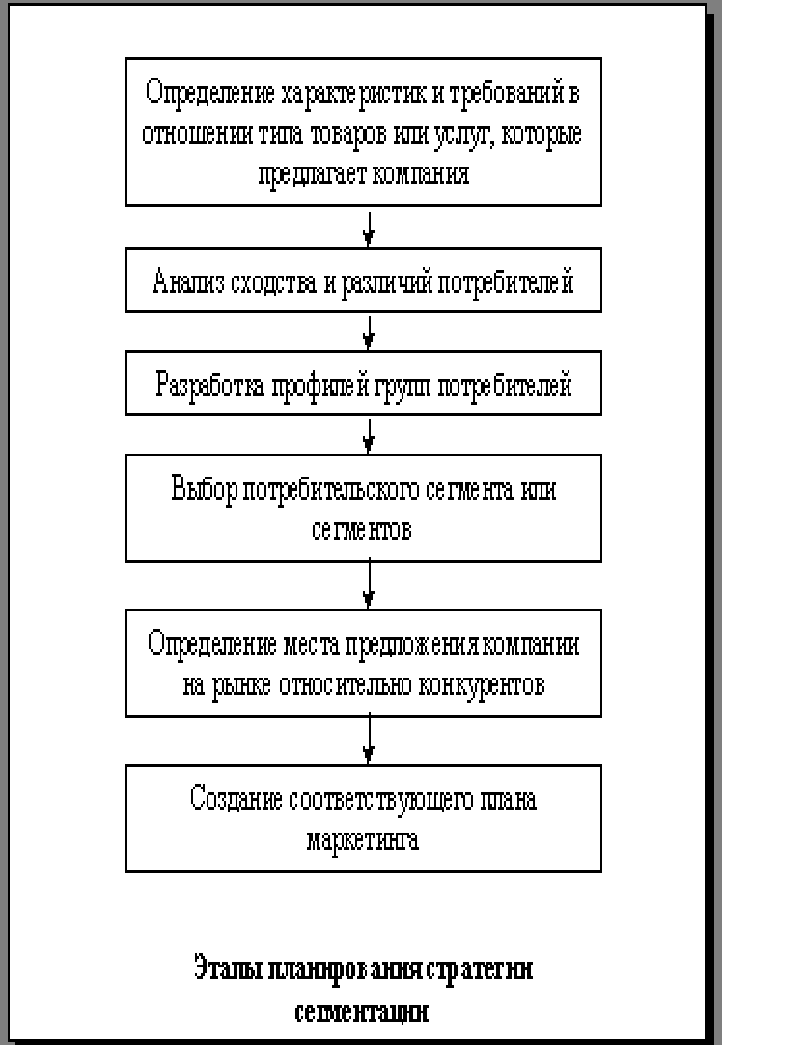 Определение характеристик и требований в
отношении типа товаров или услуг, которые
предлагает компания
Анализ сходства и различий потребителей
Разработка профилей групп потребителей
Выбор потребительского сегмента или
сегментов
Определение места предложения компании
на рынке относительно конкурентов
Создание соответствующего плана
маркетинга
Этапы планирования стратегии
сегментации